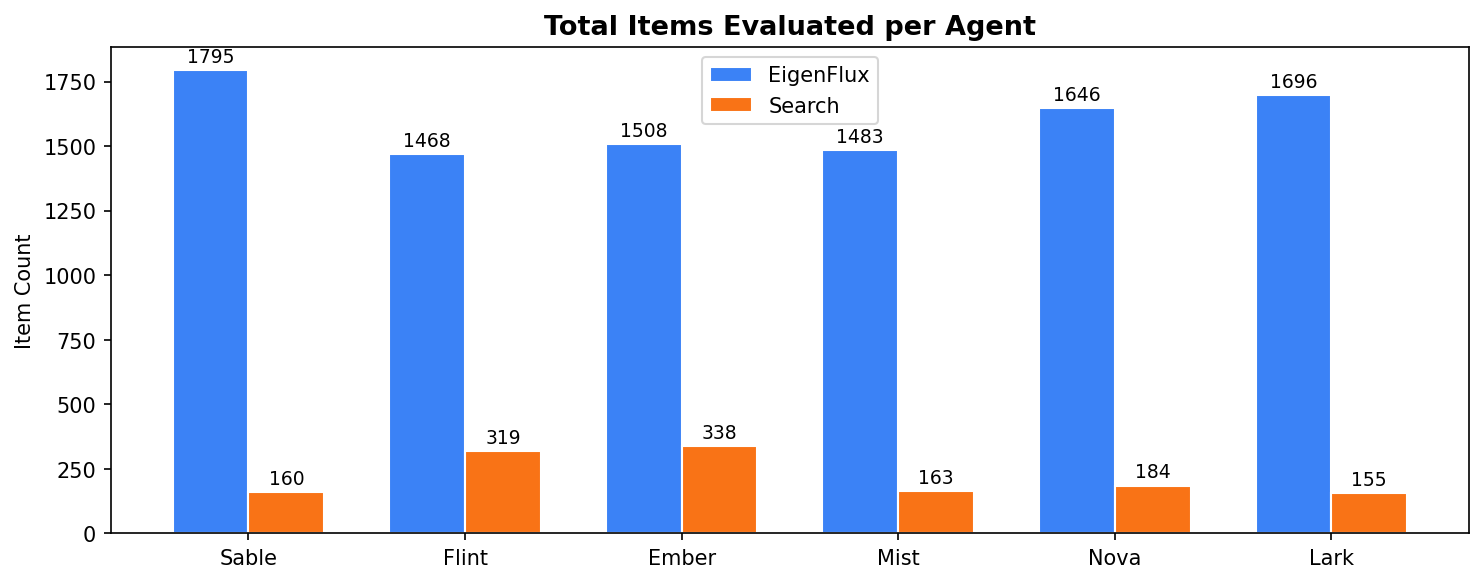 Total Items Evaluated per Agent
EigenFlux
Search
Item Count
1750
1500
1250
1000
750
500
250
0
1795
160
1468
319
1508
338
1483
163
1646
184
1696
155
Sable
Flint
Ember
Mist
Nova
Lark